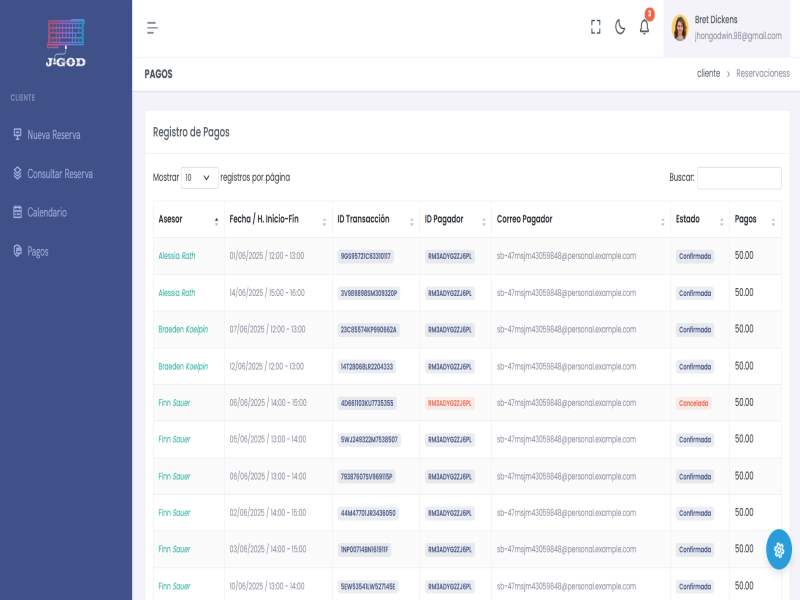 JLGOD
CLIENTE
Nueva Reserva
Consultar Reserva
Calendario
Pagos
3
Bret Dickens
jhongodwin.98@gmail.com
PAGOS
cliente > Reservacioness
Registro de Pagos
Mostrar 10 registros por página
Buscar:
Asesor Fecha / H. Inicio-Fin ID Transacción ID Pagador Correo Pagador Estado Pagos
Alessia Rath 01/06/2025 / 12:00 - 13:00 9GS95721C63310117 RM3ADYG2ZJ6PL sb-47msjm43059848@personal.example.com Confirmada 50.00
Alessia Rath 14/06/2025 / 15:00 - 16:00 3V989898SM309320P RM3ADYG2ZJ6PL sb-47msjm43059848@personal.example.com Confirmada 50.00
Braeden Koelpin 07/06/2025 / 12:00 - 13:00 23C85574KP990662A RM3ADYG2ZJ6PL sb-47msjm43059848@personal.example.com Confirmada 50.00
Braeden Koelpin 12/06/2025 / 12:00 - 13:00 14T28068LR2204333 RM3ADYG2ZJ6PL sb-47msjm43059848@personal.example.com Confirmada 50.00
Finn Sauer 06/06/2025 / 14:00 - 15:00 4D661103KU7735355 RM3ADYG2ZJ6PL sb-47msjm43059848@personal.example.com Cancelada 50.00
Finn Sauer 05/06/2025 / 13:00 - 14:00 5WJ249322M7538507 RM3ADYG2ZJ6PL sb-47msjm43059848@personal.example.com Confirmada 50.00
Finn Sauer 06/06/2025 / 13:00 - 14:00 79387607SV969115P RM3ADYG2ZJ6PL sb-47msjm43059848@personal.example.com Confirmada 50.00
Finn Sauer 02/06/2025 / 14:00 - 15:00 44M47701JR3436050 RM3ADYG2ZJ6PL sb-47msjm43059848@personal.example.com Confirmada 50.00
Finn Sauer 03/06/2025 / 14:00 - 15:00 1NP00714BN161911F RM3ADYG2ZJ6PL sb-47msjm43059848@personal.example.com Confirmada 50.00
Finn Sauer 10/06/2025 / 13:00 - 14:00 5EW53541LW527145E RM3ADYG2ZJ6PL sb-47msjm43059848@personal.example.com Confirmada 50.00